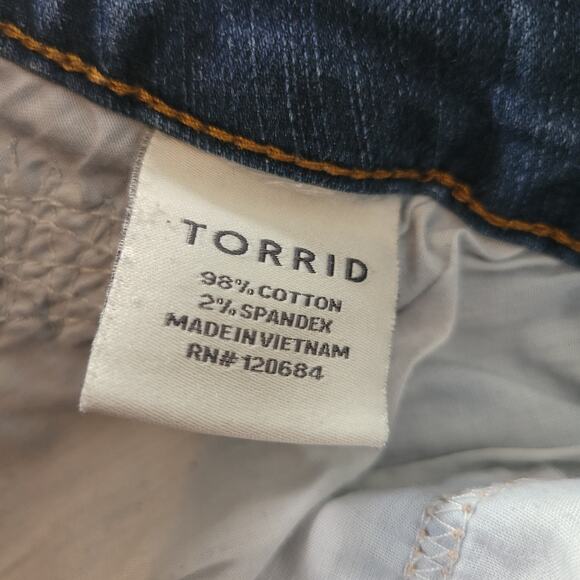 TORRID
98% COTTON
2% SPANDEX
MADE IN VIETNAM
RN# 120684